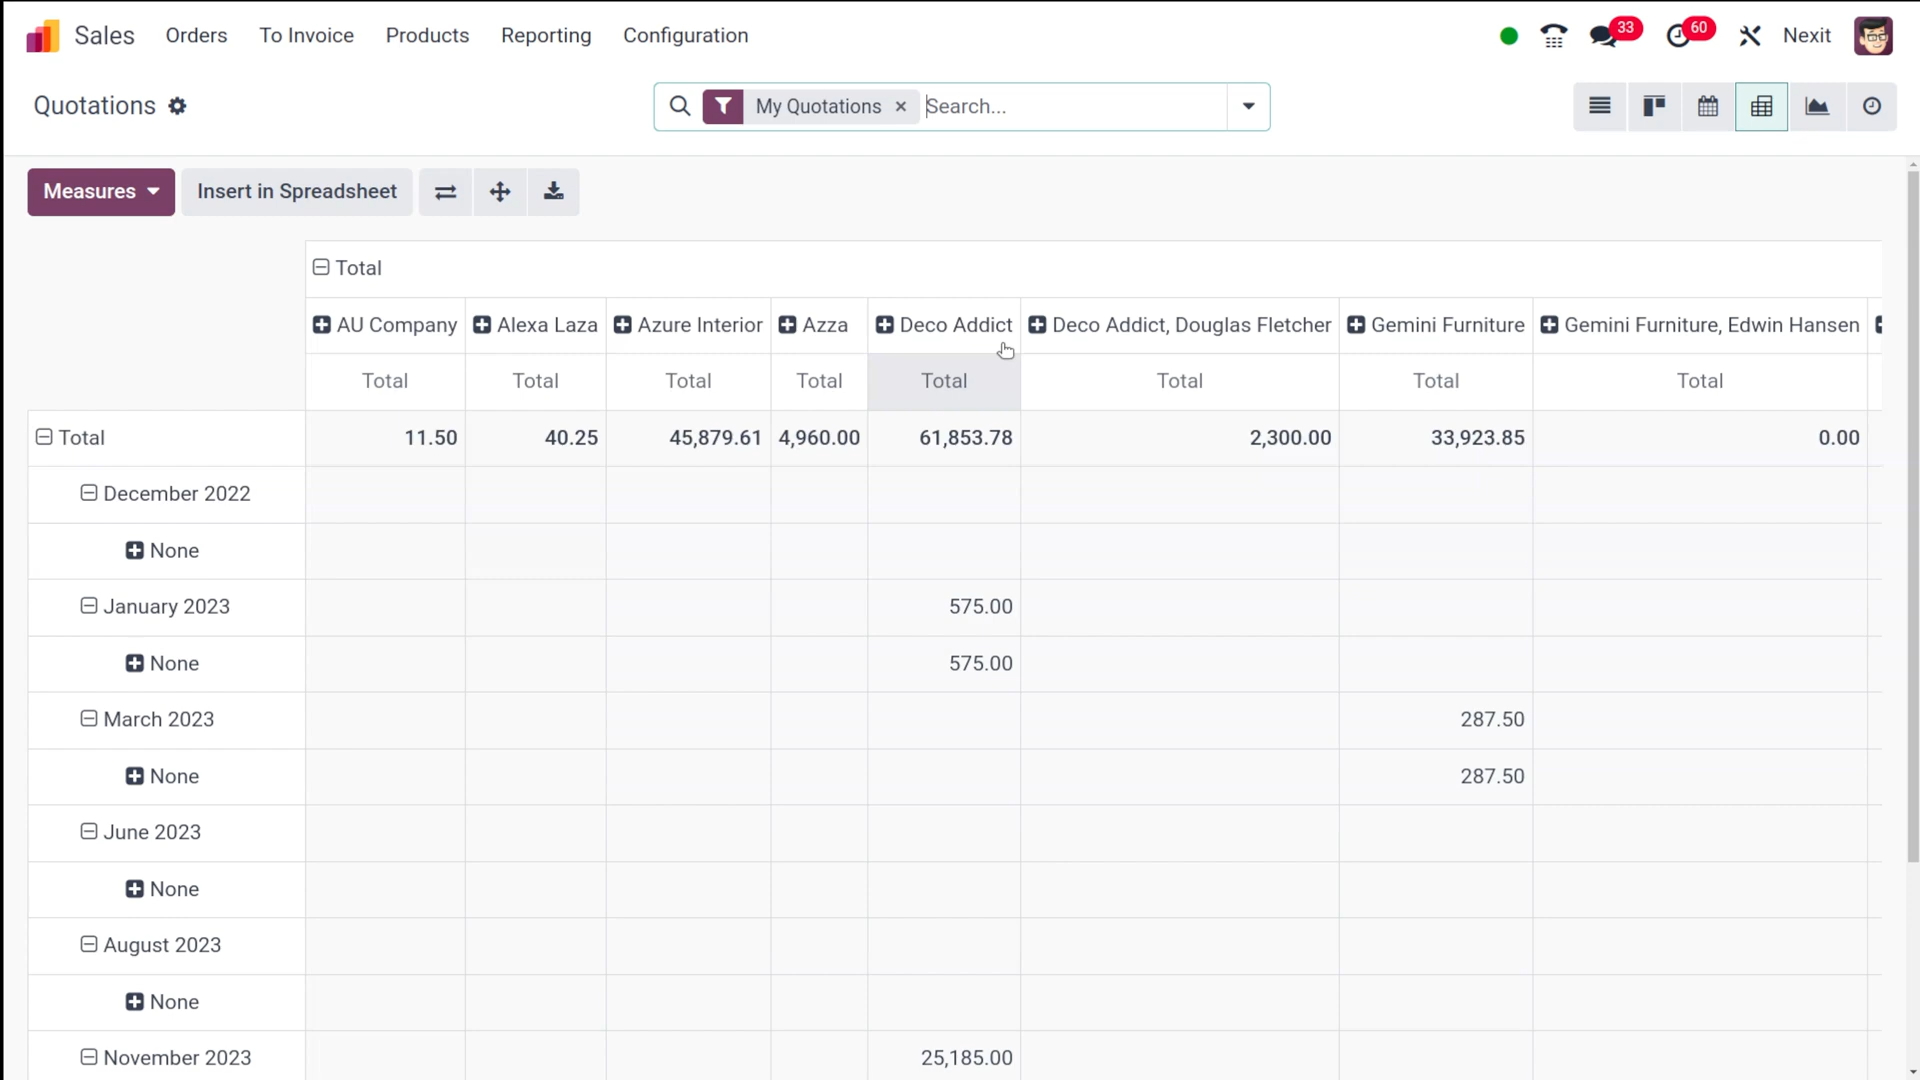 Sales Orders To Invoice Products Reporting Configuration 33 60 Nexit
Quotations My Quotations × Search...
Measures Insert in Spreadsheet
Total
AU Company Alexa Laza Azure Interior Azza Deco Addict Deco Addict, Douglas Fletcher Gemini Furniture Gemini Furniture, Edwin Hansen
Total Total Total Total Total Total Total Total
Total 11.50 40.25 45,879.61 4,960.00 61,853.78 2,300.00 33,923.85 0.00
December 2022
None
January 2023 575.00
None 575.00
March 2023 287.50
None 287.50
June 2023
None
August 2023
None
November 2023 25,185.00